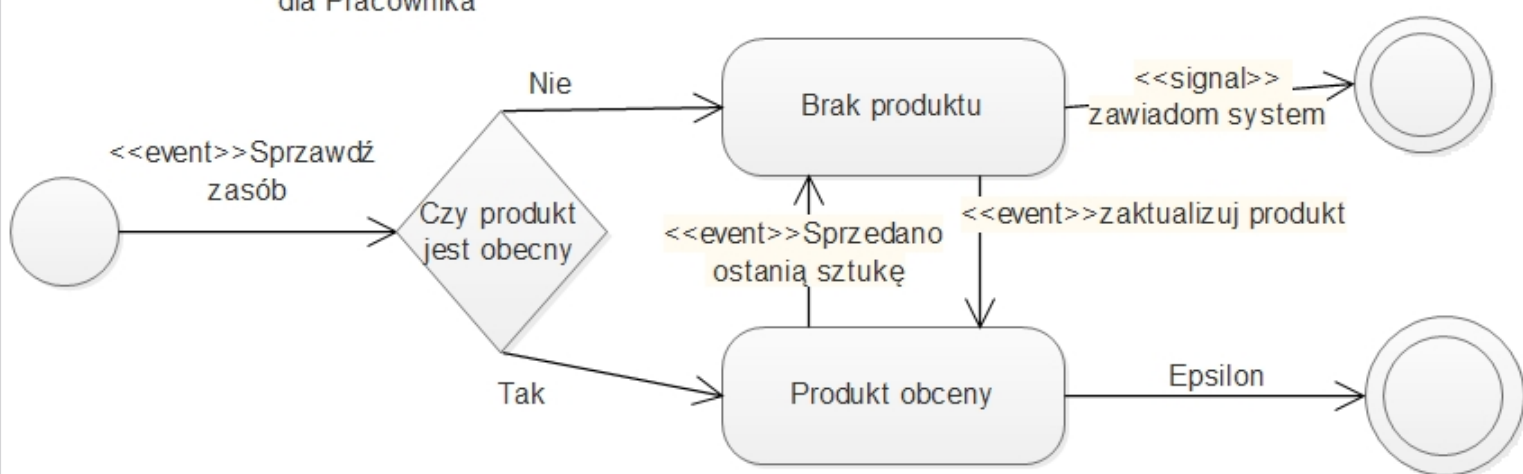 dla Pracownika
Nie
<<event>>Sprzawdź
zasób
Czy produkt
jest obecny
Tak
Brak produktu
<<signal>>
zawiadom system
<<event>>Sprzedano
ostanią sztukę
<<event>>zaktualizuj produkt
Produkt obceny
Epsilon